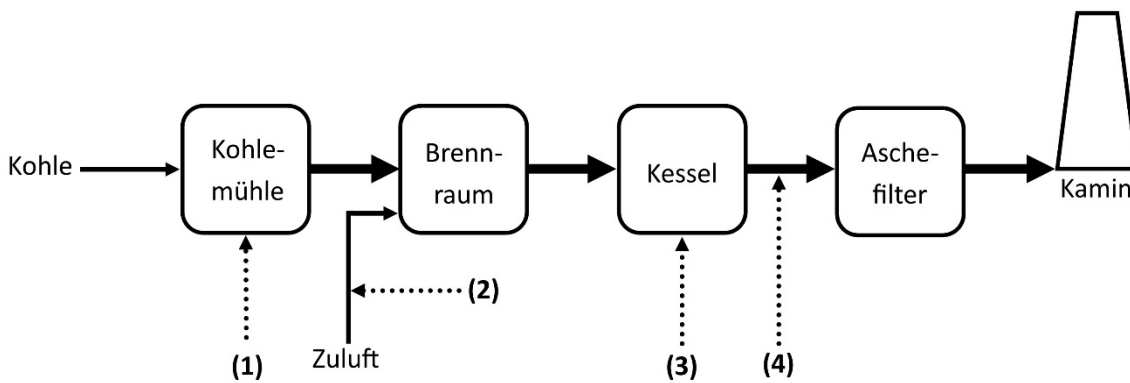 Kohle
Kohle-
mühle
Brenn-
raum
Kessel
Asche-
filter
Kamin
(1)
Zuluft
(2)
(3)
(4)